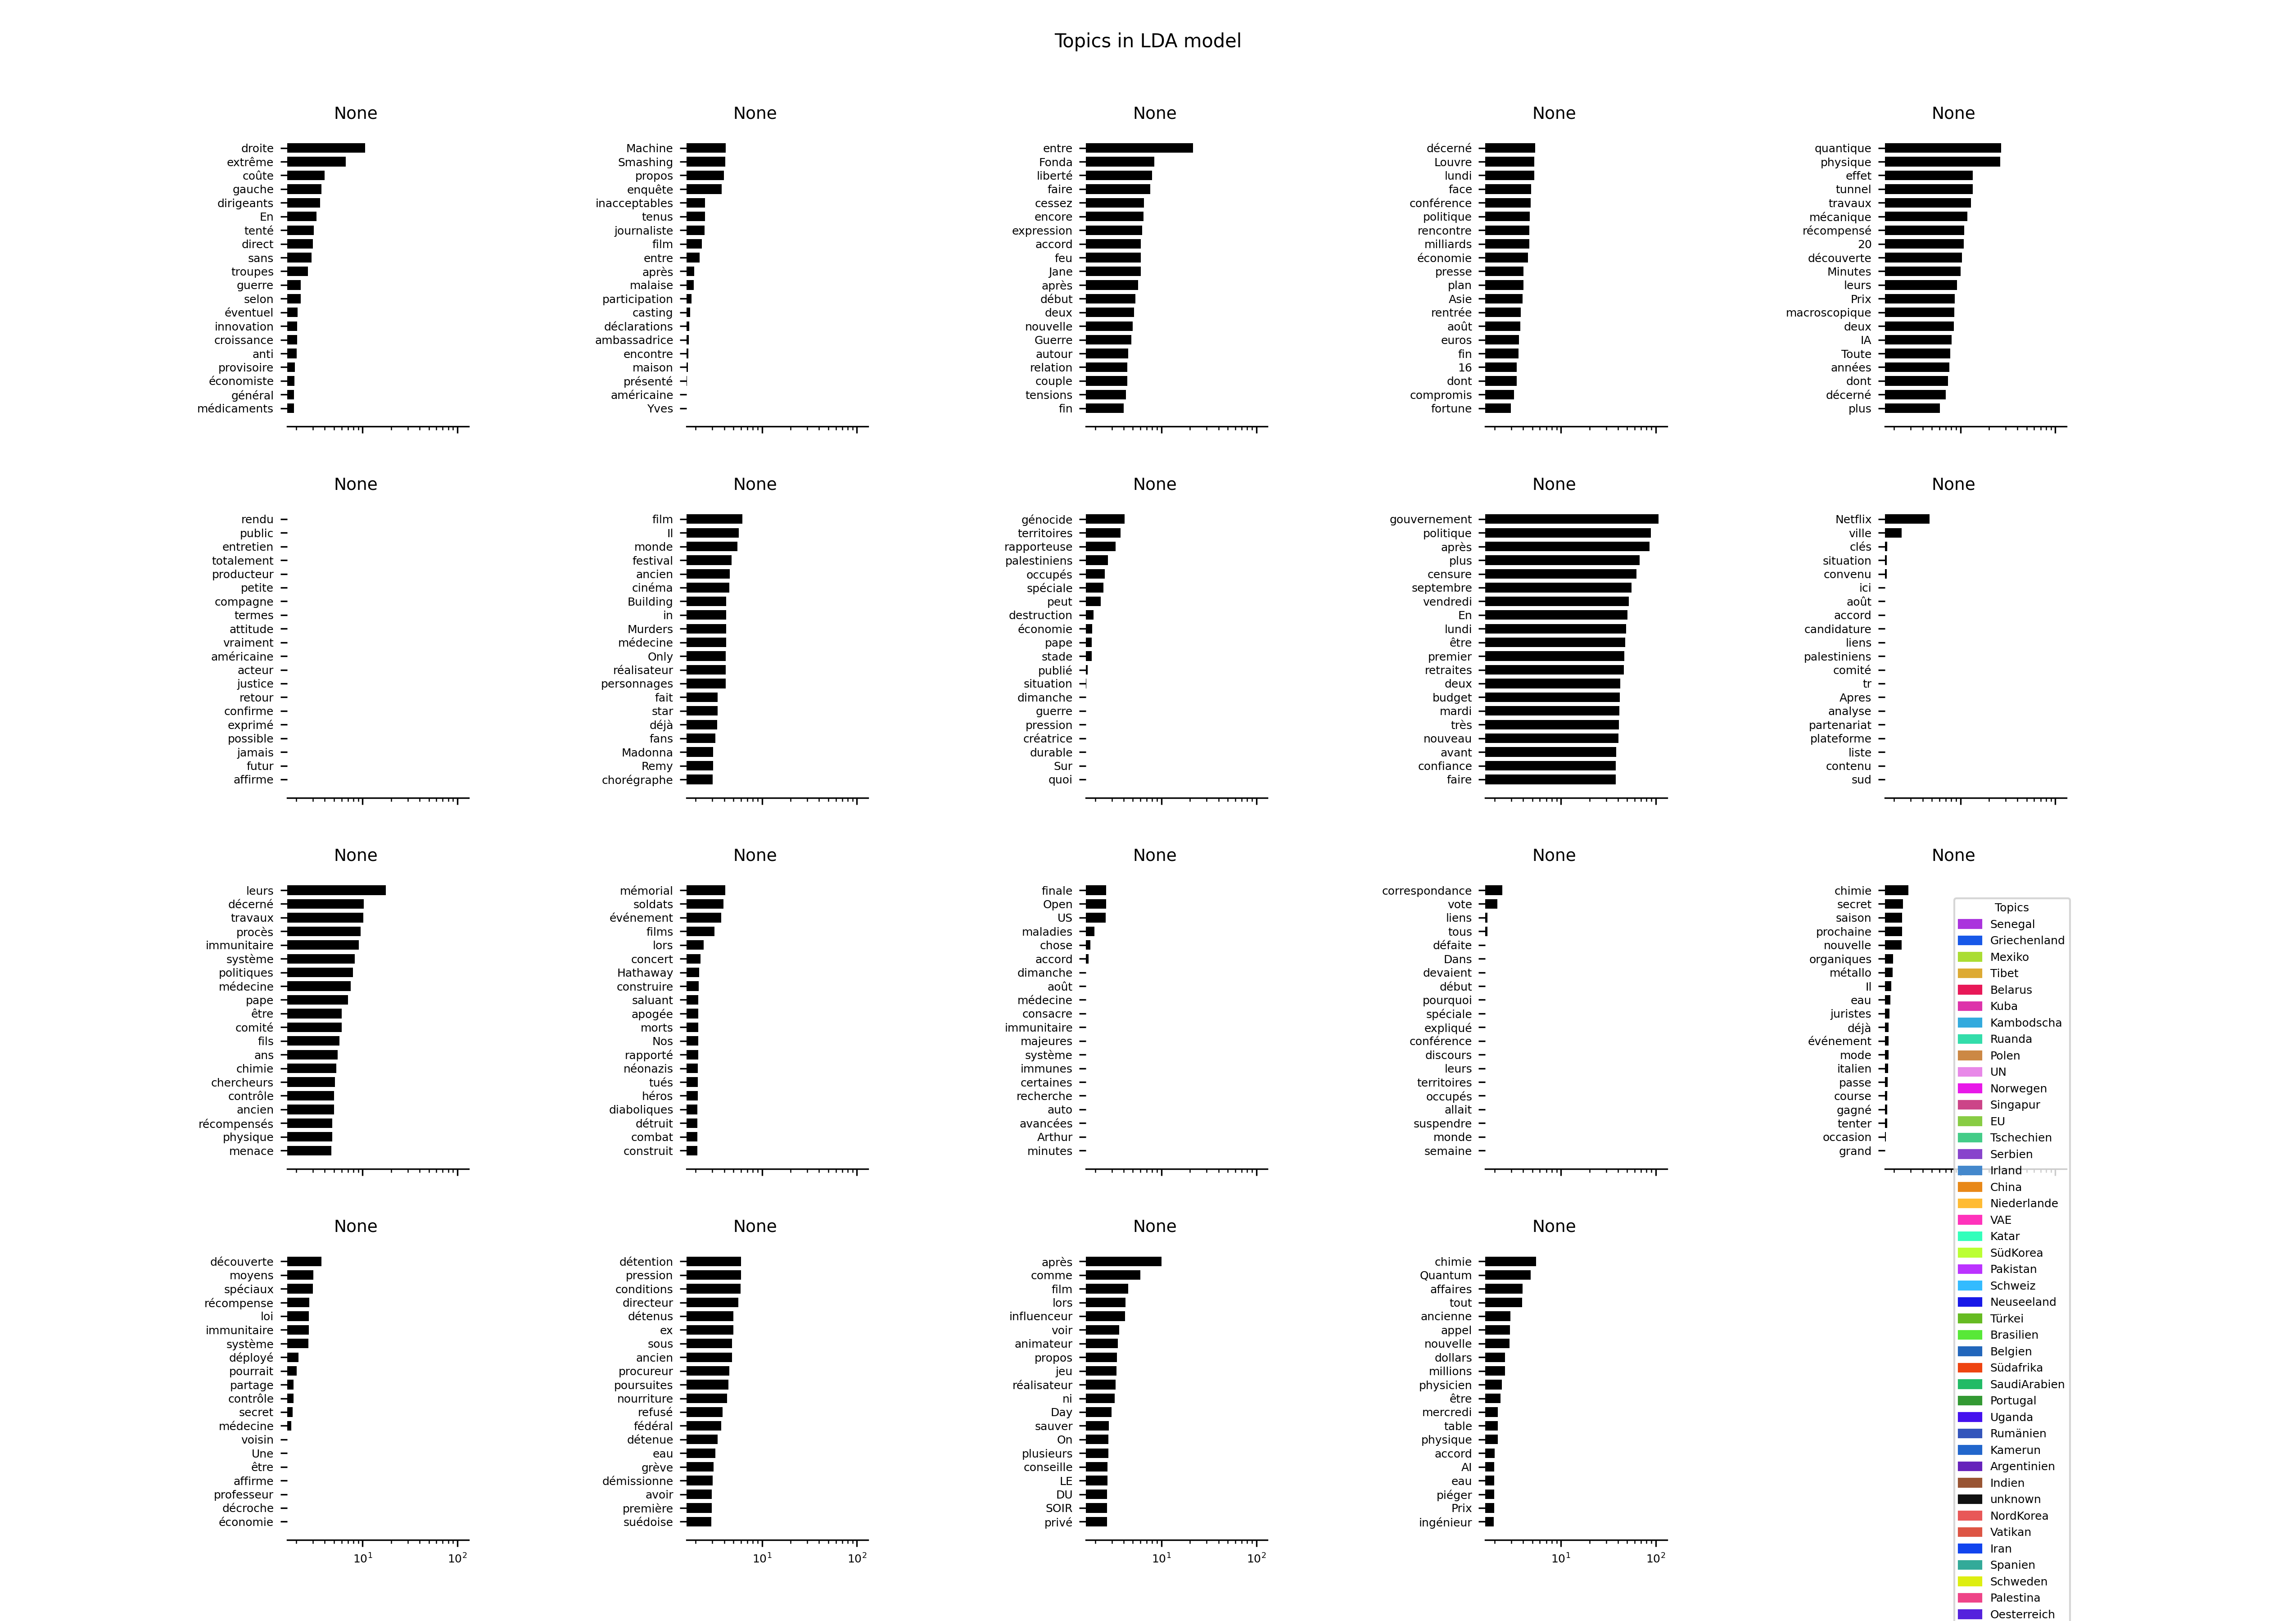 Topics in LDA model
None
droite
extrême
coûte
gauche
dirigeants
En
tenté
direct
sans
troupes
guerre
selon
éventuel
innovation
croissance
anti
provisoire
économiste
général
médicaments
None
Machine
Smashing
propos
enquête
inacceptables
tenus
journaliste
film
entre
après
malaise
participation
casting
déclarations
ambassadrice
encontre
maison
présenté
américaine
Yves
None
entre
Fonda
liberté
faire
cessez
encore
expression
accord
feu
Jane
après
début
deux
nouvelle
Guerre
autour
relation
couple
tensions
fin
None
décerné
Louvre
lundi
face
conférence
politique
rencontre
milliards
économie
presse
plan
Asie
rentrée
août
euros
fin
16
dont
compromis
fortune
None
quantique
physique
effet
tunnel
travaux
mécanique
récompensé
20
découverte
Minutes
leurs
Prix
macroscopique
deux
IA
Toute
années
dont
décerné
plus
None
rendu
public
entretien
totalement
producteur
petite
compagne
termes
attitude
vraiment
américaine
acteur
justice
retour
confirme
exprimé
possible
jamais
futur
affirme
None
film
Il
monde
festival
ancien
cinéma
Building
in
Murders
médecine
Only
réalisateur
personnages
fait
star
déjà
fans
Madonna
Remy
chorégraphe
None
génocide
territoires
rapporteuse
palestiniens
occupés
spéciale
peut
destruction
économie
pape
stade
publié
situation
dimanche
guerre
pression
créatrice
durable
Sur
quoi
None
gouvernement
politique
après
plus
censure
septembre
vendredi
En
lundi
être
premier
retraites
deux
budget
mardi
très
nouveau
avant
confiance
faire
None
Netflix
ville
clés
situation
convenu
ici
août
accord
candidature
liens
palestiniens
comité
tr
Apres
analyse
partenariat
plateforme
liste
contenu
sud
None
leurs
décerné
travaux
procès
immunitaire
système
politiques
médecine
pape
être
comité
fils
ans
chimie
chercheurs
contrôle
ancien
récompensés
physique
menace
None
mémorial
soldats
événement
films
lors
concert
Hathaway
construire
saluant
apogée
morts
Nos
rapporté
néonazis
tués
héros
diaboliques
détruit
combat
construit
None
finale
Open
US
maladies
chose
accord
dimanche
août
médecine
consacre
immunitaire
majeures
système
immunes
certaines
recherche
auto
avancées
Arthur
minutes
None
correspondance
vote
liens
tous
défaite
Dans
devaient
début
pourquoi
spéciale
expliqué
conférence
discours
leurs
territoires
occupés
allait
suspendre
monde
semaine
None
chimie
secret
saison
prochaine
nouvelle
organiques
métallo
Il
eau
juristes
déjà
événement
mode
italien
passe
course
gagné
tenter
occasion
grand
None
découverte
moyens
spéciaux
récompense
loi
immunitaire
système
déployé
pourrait
partage
contrôle
secret
médecine
voisin
Une
être
affirme
professeur
décroche
économie
10^1 10^2
None
détention
pression
conditions
directeur
détenus
ex
sous
ancien
procureur
poursuites
nourriture
refusé
fédéral
détenue
eau
grève
démissionne
avoir
première
suédoise
10^1 10^2
None
après
comme
film
lors
influenceur
voir
animateur
propos
jeu
réalisateur
ni
Day
sauver
On
plusieurs
conseille
LE
DU
SOIR
privé
10^1 10^2
None
chimie
Quantum
affaires
tout
ancienne
appel
nouvelle
dollars
millions
physicien
être
mercredi
table
physique
accord
AI
eau
piéger
Prix
ingénieur
10^1 10^2
Topics
Senegal
Griechenland
Mexiko
Tibet
Belarus
Kuba
Kambodscha
Ruanda
Polen
UN
Norwegen
Singapur
EU
Tschechien
Serbien
Irland
China
Niederlande
VAE
Katar
SüdKorea
Pakistan
Schweiz
Neuseeland
Türkei
Brasilien
Belgien
Südafrika
SaudiArabien
Portugal
Uganda
Rumänien
Kamerun
Argentinien
Indien
unknown
NordKorea
Vatikan
Iran
Spanien
Schweden
Palestina
Oesterreich